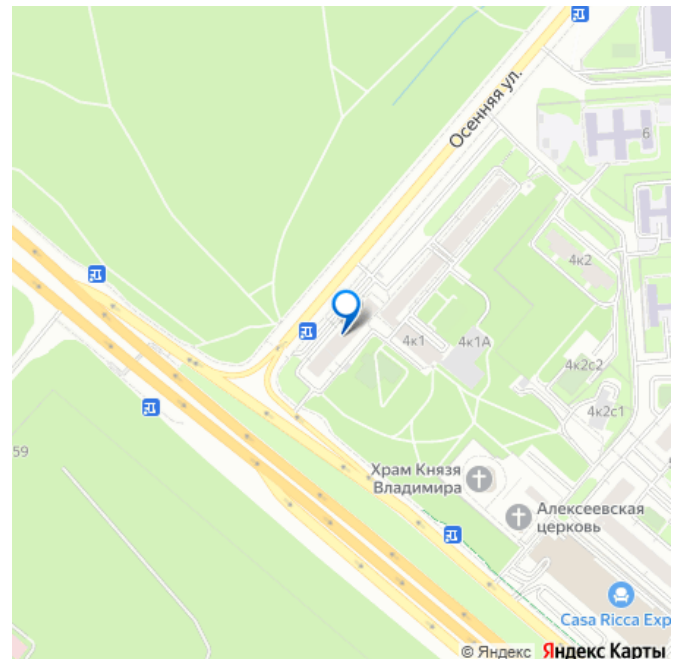 Осенняя ул.
6
4к2
4к1
4к1А
4к2с2
4к2с1
59
Храм Князя
Владимира
Алексеевская
церковь
Casa Ricca Exp
© Яндекс Яндекс Карты